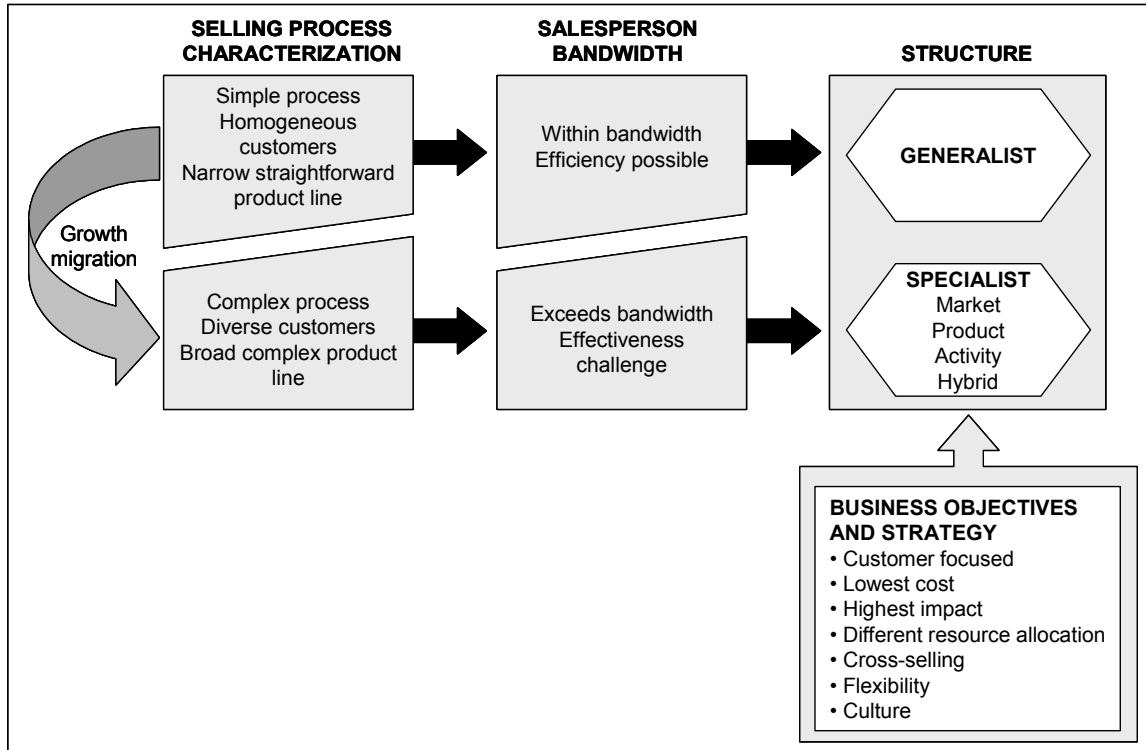 SELLING PROCESS
CHARACTERIZATION
SALESPERSON
BANDWIDTH
STRUCTURE
Simple process
Homogeneous
customers
Narrow straightforward
product line
Within bandwidth
Efficiency possible
GENERALIST
Growth
migration
Complex process
Diverse customers
Broad complex product
line
Exceeds bandwidth
Effectiveness
challenge
SPECIALIST
Market
Product
Activity
Hybrid
BUSINESS OBJECTIVES
AND STRATEGY
• Customer focused
• Lowest cost
• Highest impact
• Different resource allocation
• Cross-selling
• Flexibility
• Culture